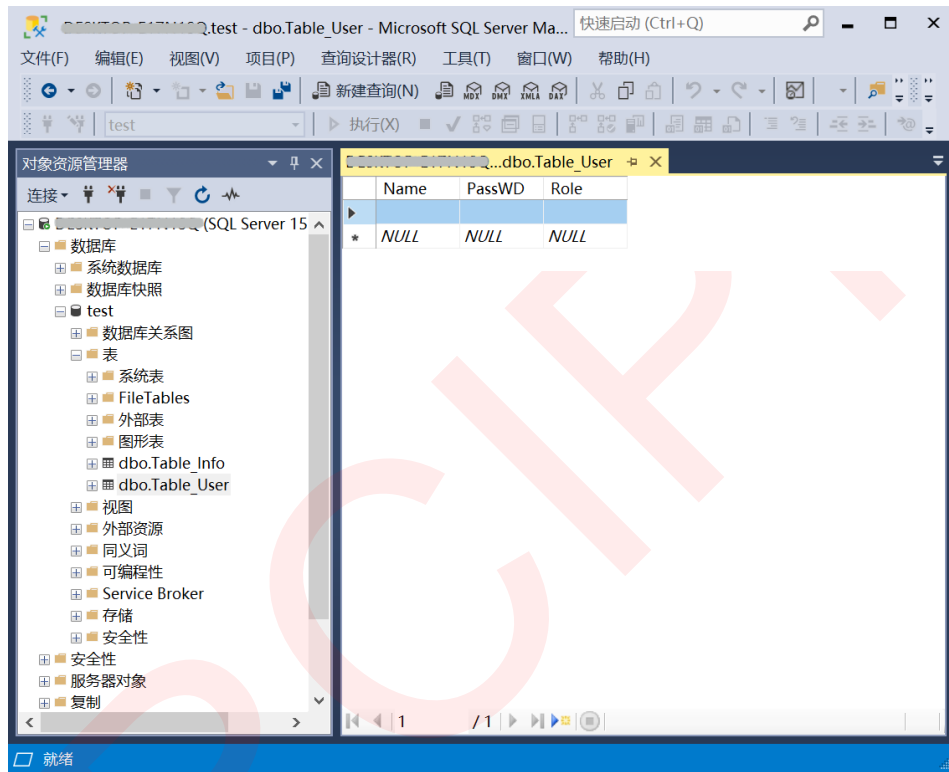 .test - dbo.Table_User - Microsoft SQL Server Ma...
快速启动 (Ctrl+Q)
文件(F) 编辑(E) 视图(V) 项目(P) 查询设计器(R) 工具(T) 窗口(W) 帮助(H)
新建查询(N) MDX DMX XMLA DAX
test 执行(X)
对象资源管理器
...dbo.Table_User
连接
Name PassWD Role
NULL NULL NULL
(SQL Server 15
数据库
系统数据库
数据库快照
test
数据库关系图
表
系统表
FileTables
外部表
图形表
dbo.Table_Info
dbo.Table_User
视图
外部资源
同义词
可编程性
Service Broker
存储
安全性
安全性
服务器对象
复制
1 / 1
就绪